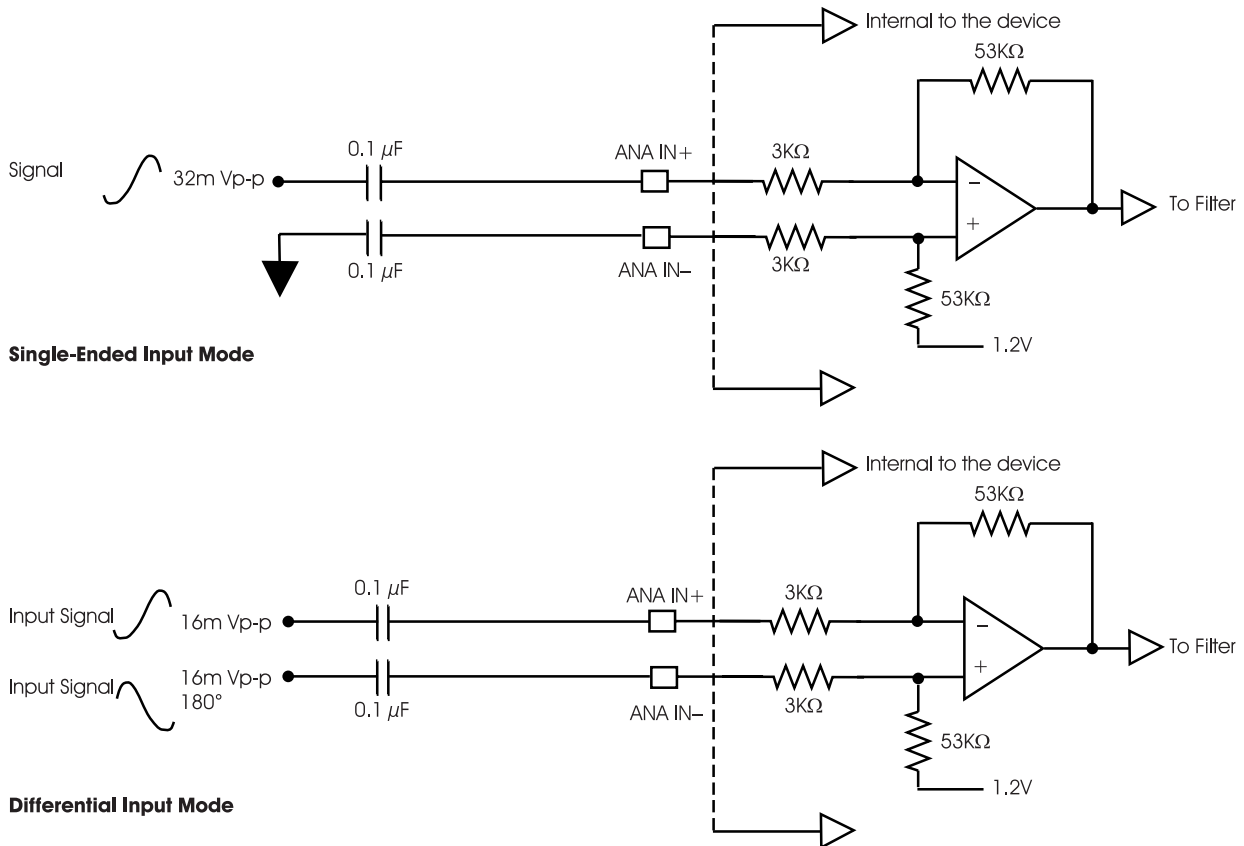 Internal to the device
53KΩ
0.1 μF
ANA IN+
3KΩ
Signal
32m Vp-p
−
To Filter
+
0.1 μF
ANA IN−
3KΩ
53KΩ
1.2V
Single-Ended Input Mode
Internal to the device
53KΩ
0.1 μF
ANA IN+
3KΩ
Input Signal
16m Vp-p
−
To Filter
Input Signal
16m Vp-p
180°
+
0.1 μF
ANA IN−
3KΩ
53KΩ
1.2V
Differential Input Mode